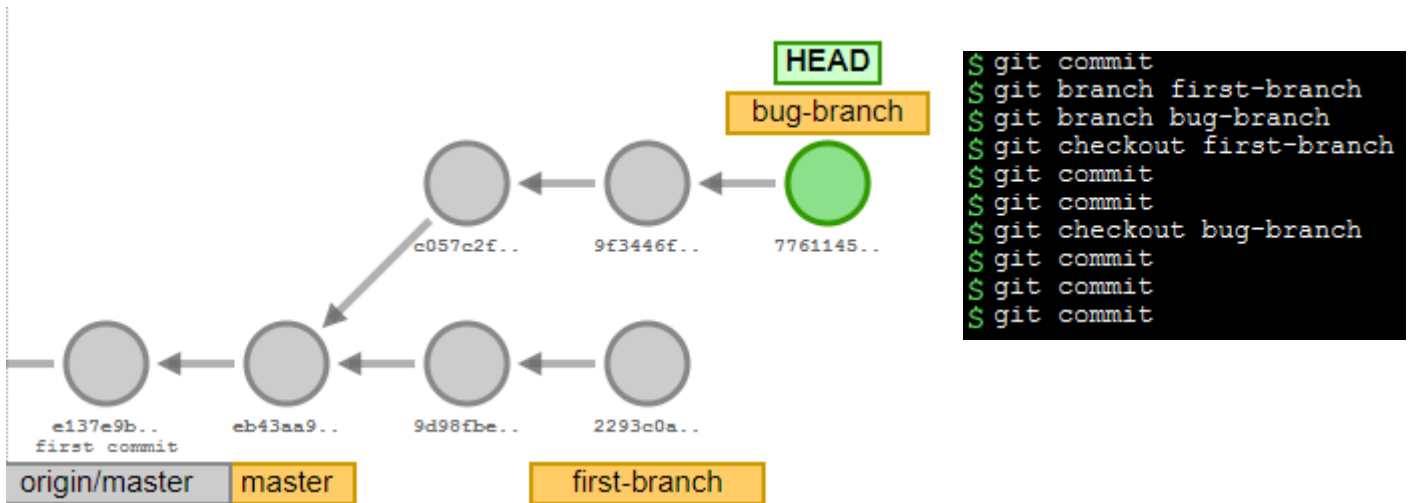 HEAD
bug-branch
c057c2f.. 9f3446f.. 7761145..
e137e9b.. eb43aa9.. 9d98fbe.. 2293c0a..
first commit
origin/master master first-branch
$ git commit
$ git branch first-branch
$ git branch bug-branch
$ git checkout first-branch
$ git commit
$ git commit
$ git checkout bug-branch
$ git commit
$ git commit
$ git commit